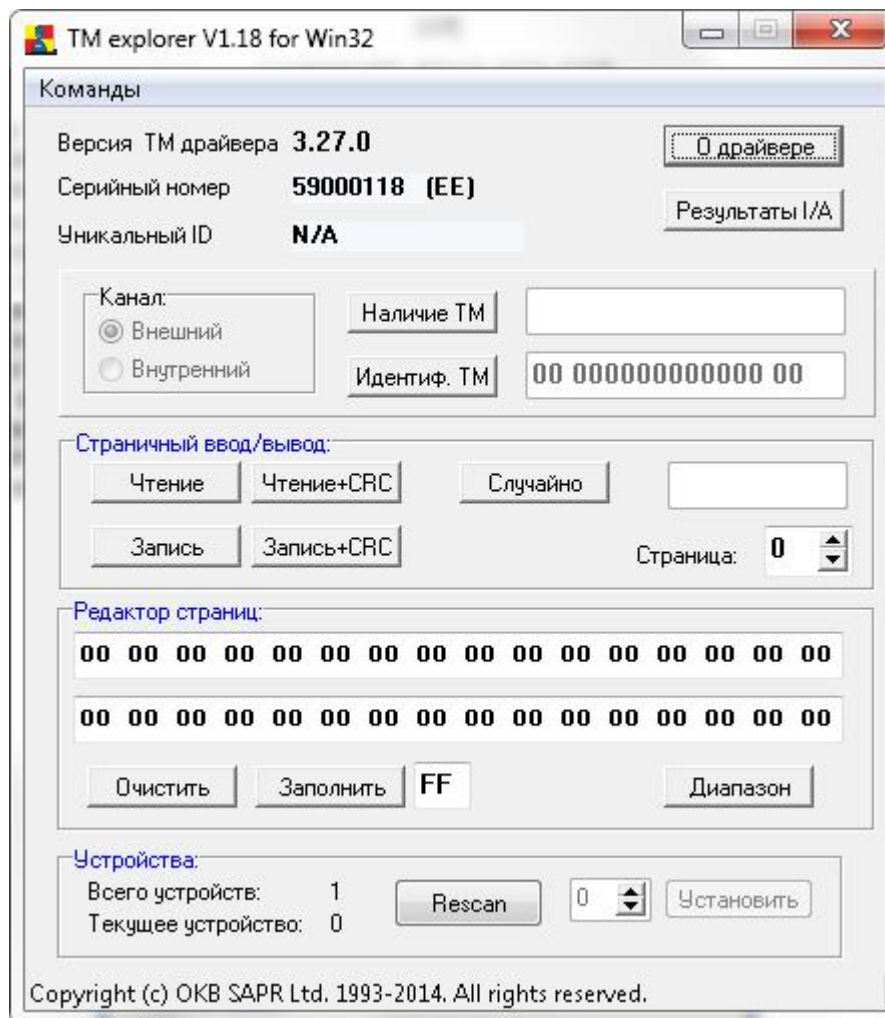 TM explorer V1.18 for Win32
Команды
Версия ТМ драйвера 3.27.0
О драйвере
Серийный номер 59000118 (EE)
Результаты I/A
Уникальный ID N/A
Канал:
Внешний
Внутренний
Наличие ТМ
Идентиф. ТМ 00 000000000000 00
Страничный ввод/вывод:
Чтение Чтение+CRC Случайно
Запись Запись+CRC Страница: 0
Редактор страниц:
00 00 00 00 00 00 00 00 00 00 00 00 00 00 00 00
00 00 00 00 00 00 00 00 00 00 00 00 00 00 00 00
Очистить Заполнить FF Диапазон
Устройства:
Всего устройств: 1
Текущее устройство: 0
Rescan 0 Установить
Copyright (c) OKB SAPR Ltd. 1993-2014. All rights reserved.